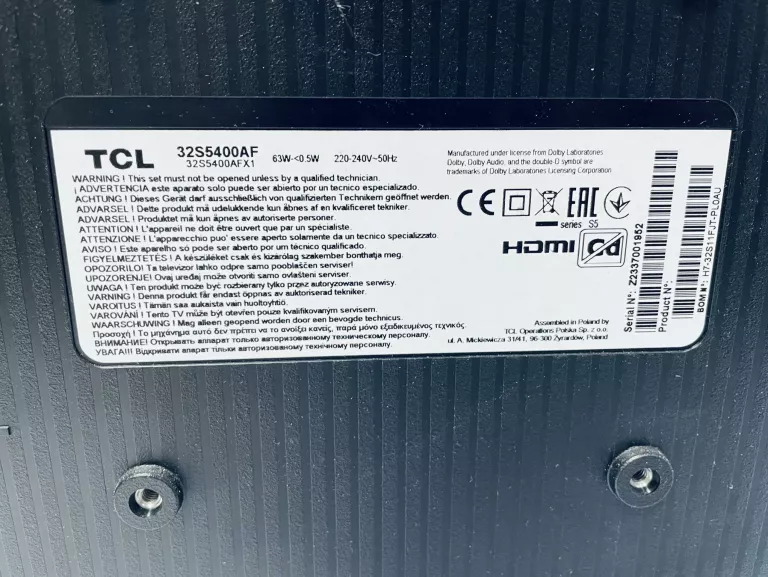 TCL
32S5400AF
32S5400AFX1
63W-<0.5W 220-240V~50Hz
WARNING ! This set must not be opened unless by a qualified technician.
¡ ADVERTENCIA este aparato solo puede ser abierto por un tecnico especializado.
ACHTUNG ! Dieses Gerät darf ausschließlich von qualifizierten Technikern geöffnet werden.
ADVARSEL ! Dette produkt må udelukkende kun åbnes af en kvalificeret tekniker.
ADVARSEL ! Produktet må kun åpnes av autoriserte personer.
ATTENTION ! L'appareil ne doit être ouvert que par un spécialiste.
ATTENZIONE ! L'apparecchio puo' essere aperto solamente da un tecnico specializzato.
AVISO ! Este aparelho só pode ser aberto por um técnico qualificado.
FIGYELMEZTETÉS ! A készüléket csak és kizárólag szakember bonthatja meg.
OPOZORILO! Ta televizor lahko odpre samo pooblaščen serviser!
UPOZORENJE! Ovaj uređaj može otvoriti samo ovlašteni serviser.
UWAGA ! Ten produkt może być rozbierany tylko przez autoryzowane serwisy.
VARNING ! Denna produkt får endast öppnas av auktoriserad tekniker.
VAROITUS ! Tämän saa aukaista vain huoltoyhtiö.
VAROVÁNÍ ! Tento TV může být otevřen pouze kvalifikovaným servisem.
WAARSCHUWING ! Mag alleen geopend worden door een bevoegde technicus.
Προσοχή ! Το μηχάνημα αυτό δεν πρέπει να το ανοίξει κανείς, παρά μόνο εξειδικευμένος τεχνικός.
ВНИМАНИЕ! Открывать аппарат только авторизованному техническому персоналу.
УВАГА!!! Відкривати апарат тільки авторизованому технічному персоналу.
Manufactured under license from Dolby Laboratories.
Dolby, Dolby Audio, and the double-D symbol are
trademarks of Dolby Laboratories Licensing Corporation.
CE EAC
series S5
HDMI Cd
Assembled in Poland by
TCL Operations Polska Sp. z o.o.
ul. A. Mickiewicza 31/41, 96-300 Żyrardów, Poland
Serial N°: Z2337001952
Product N°:
BOM N°: H7-32S11FJT-PL0AU